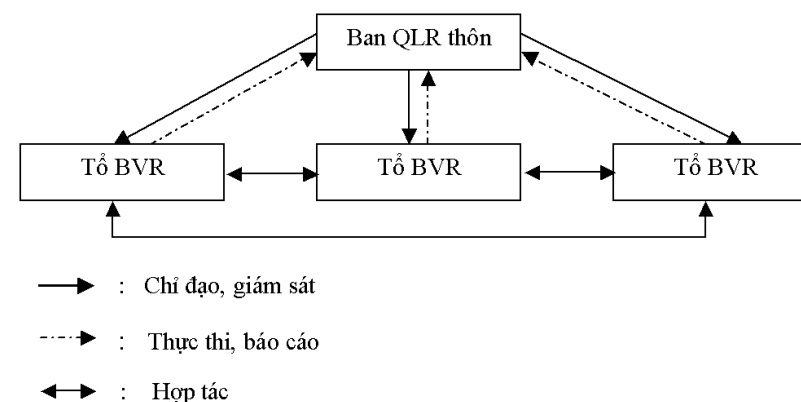 Ban QLR thôn
Tổ BVR Tổ BVR Tổ BVR
: Chỉ đạo, giám sát
: Thực thi, báo cáo
: Hợp tác